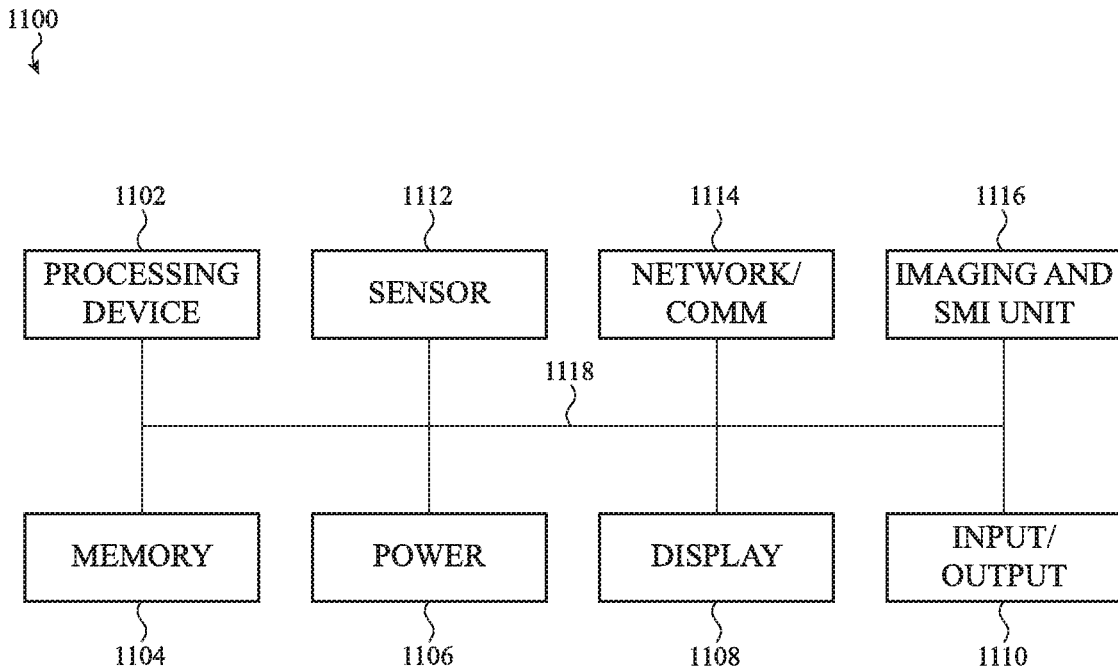 1100
1102
1112
1114
1116
PROCESSING
DEVICE
SENSOR
NETWORK/
COMM
IMAGING AND
SMI UNIT
1118
MEMORY
POWER
DISPLAY
INPUT/
OUTPUT
1104
1106
1108
1110